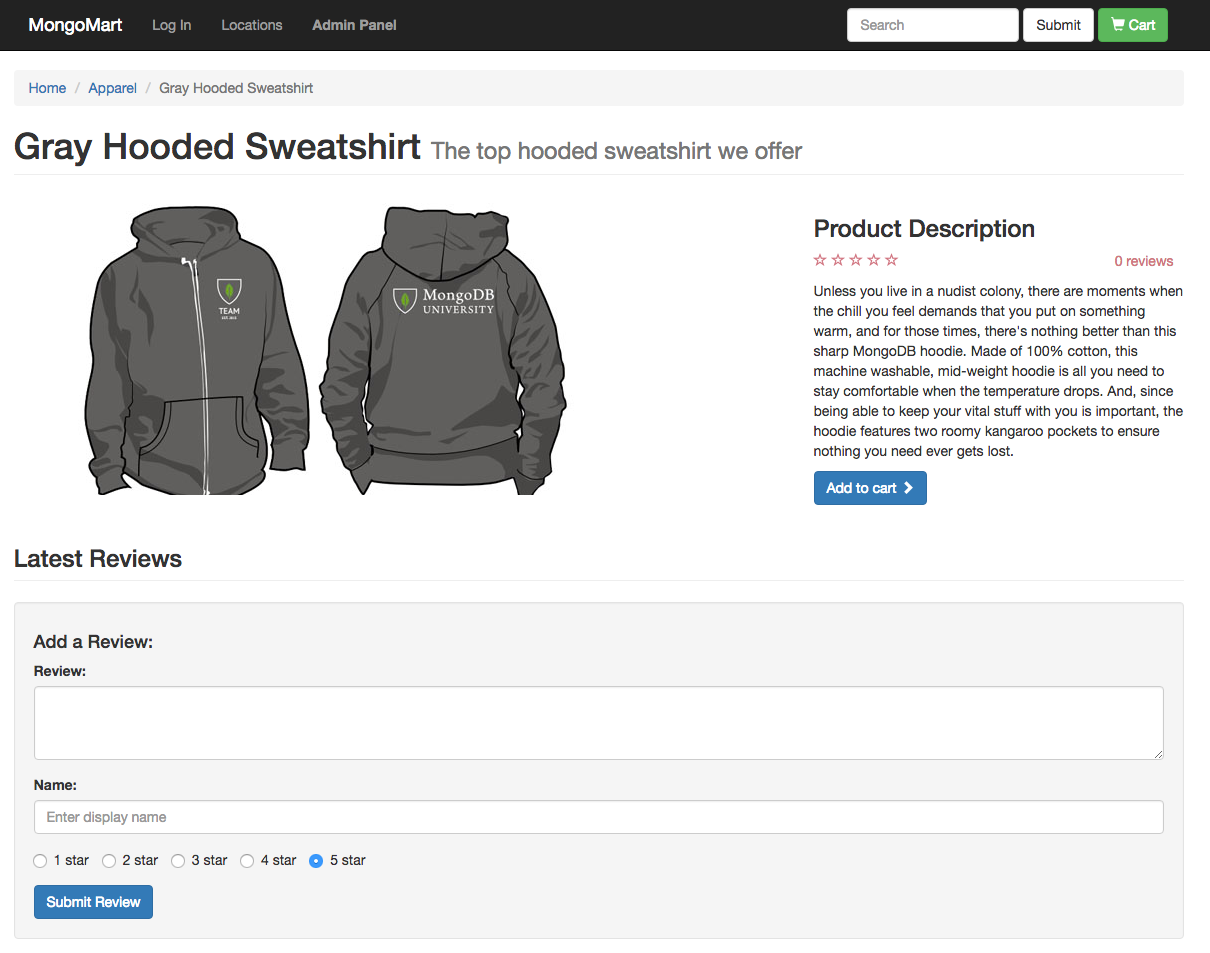 MongoMart Log In Locations Admin Panel Search Submit Cart
Home / Apparel / Gray Hooded Sweatshirt
Gray Hooded Sweatshirt The top hooded sweatshirt we offer
TEAM
EST. 2012
MongoDB
UNIVERSITY
Product Description
0 reviews
Unless you live in a nudist colony, there are moments when
the chill you feel demands that you put on something
warm, and for those times, there's nothing better than this
sharp MongoDB hoodie. Made of 100% cotton, this
machine washable, mid-weight hoodie is all you need to
stay comfortable when the temperature drops. And, since
being able to keep your vital stuff with you is important, the
hoodie features two roomy kangaroo pockets to ensure
nothing you need ever gets lost.
Add to cart
Latest Reviews
Add a Review:
Review:
Name:
Enter display name
1 star 2 star 3 star 4 star 5 star
Submit Review